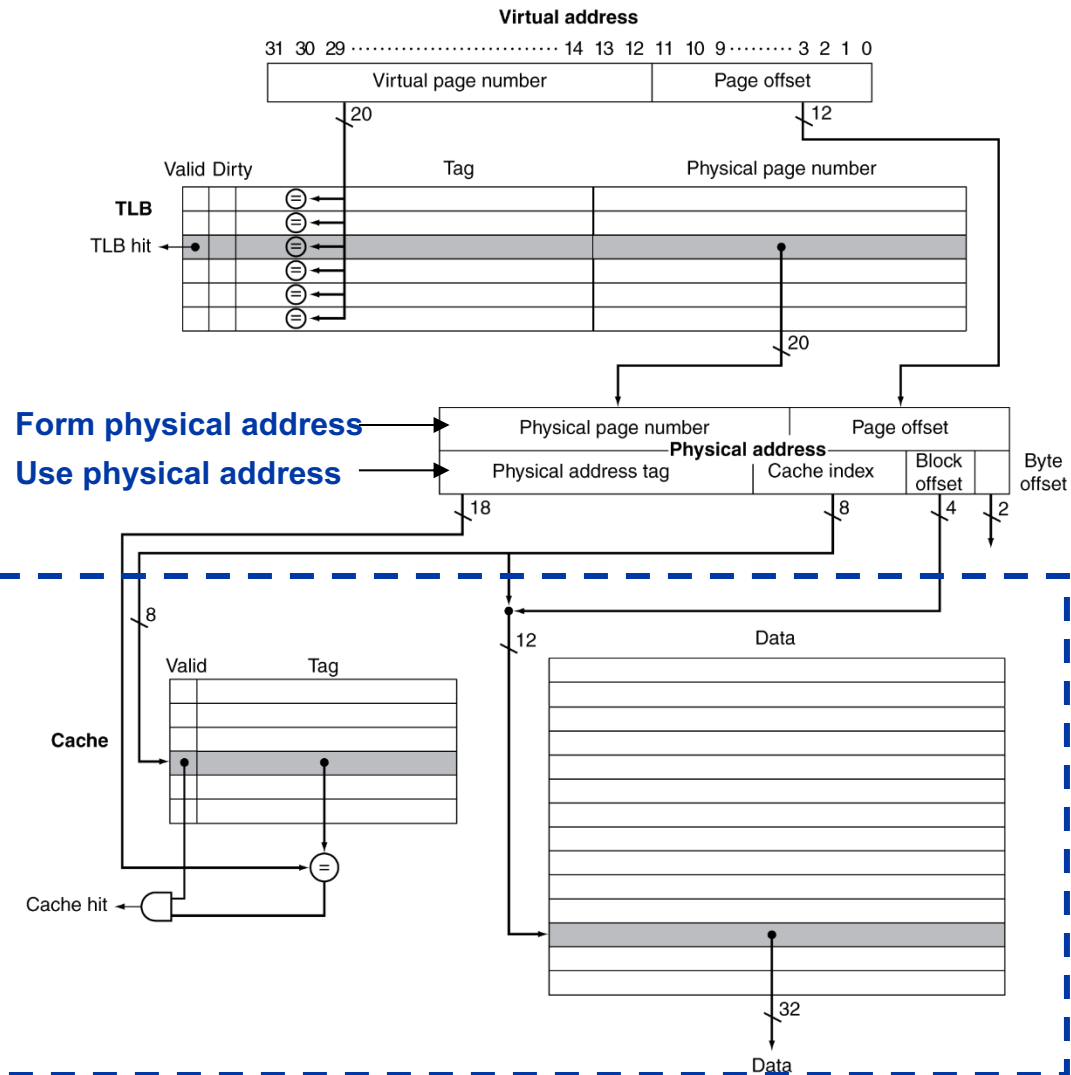 Virtual address
31 30 29 ································ 14 13 12 11 10 9 ········· 3 2 1 0
Virtual page number Page offset
20 12
Valid Dirty Tag Physical page number
TLB
=
=
TLB hit =
=
=
=
20
Form physical address Physical page number Page offset
Physical address
Use physical address Physical address tag Cache index Block offset Byte offset
18 8 4 2
8 12
Data
Valid Tag
Cache
=
Cache hit
32
Data